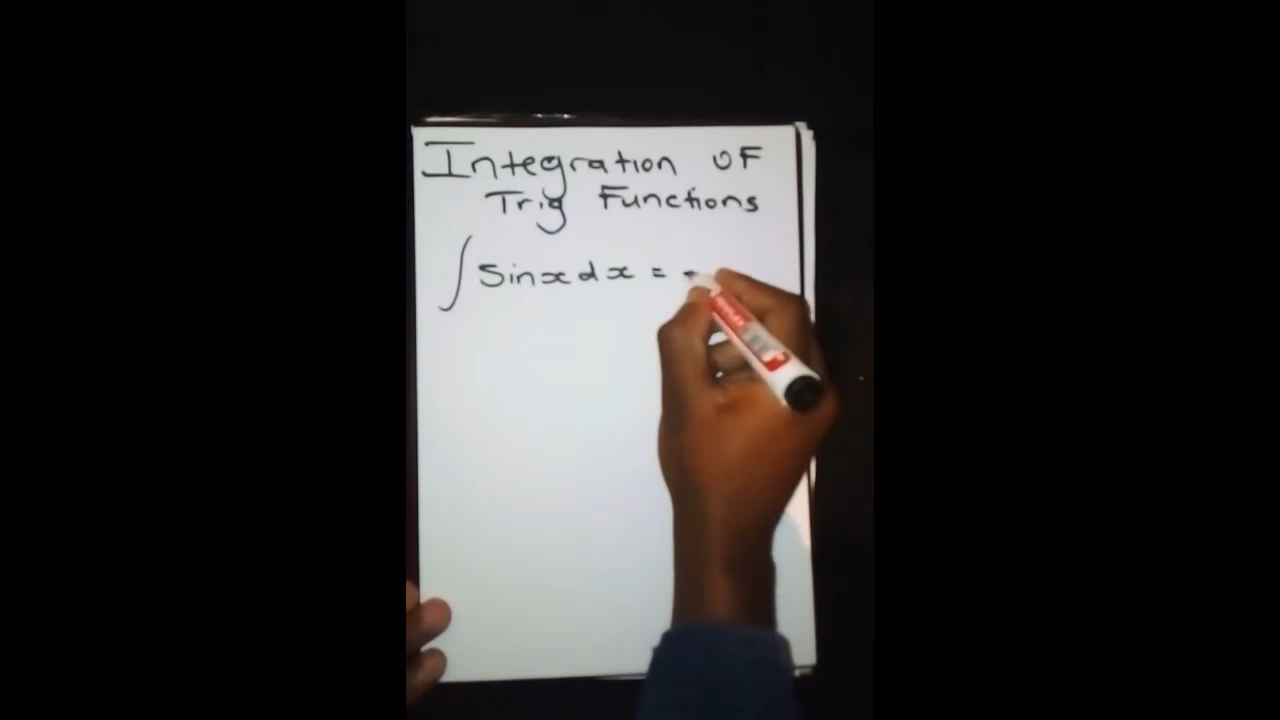 Integration OF
Trig Functions
∫ Sinx dx = -